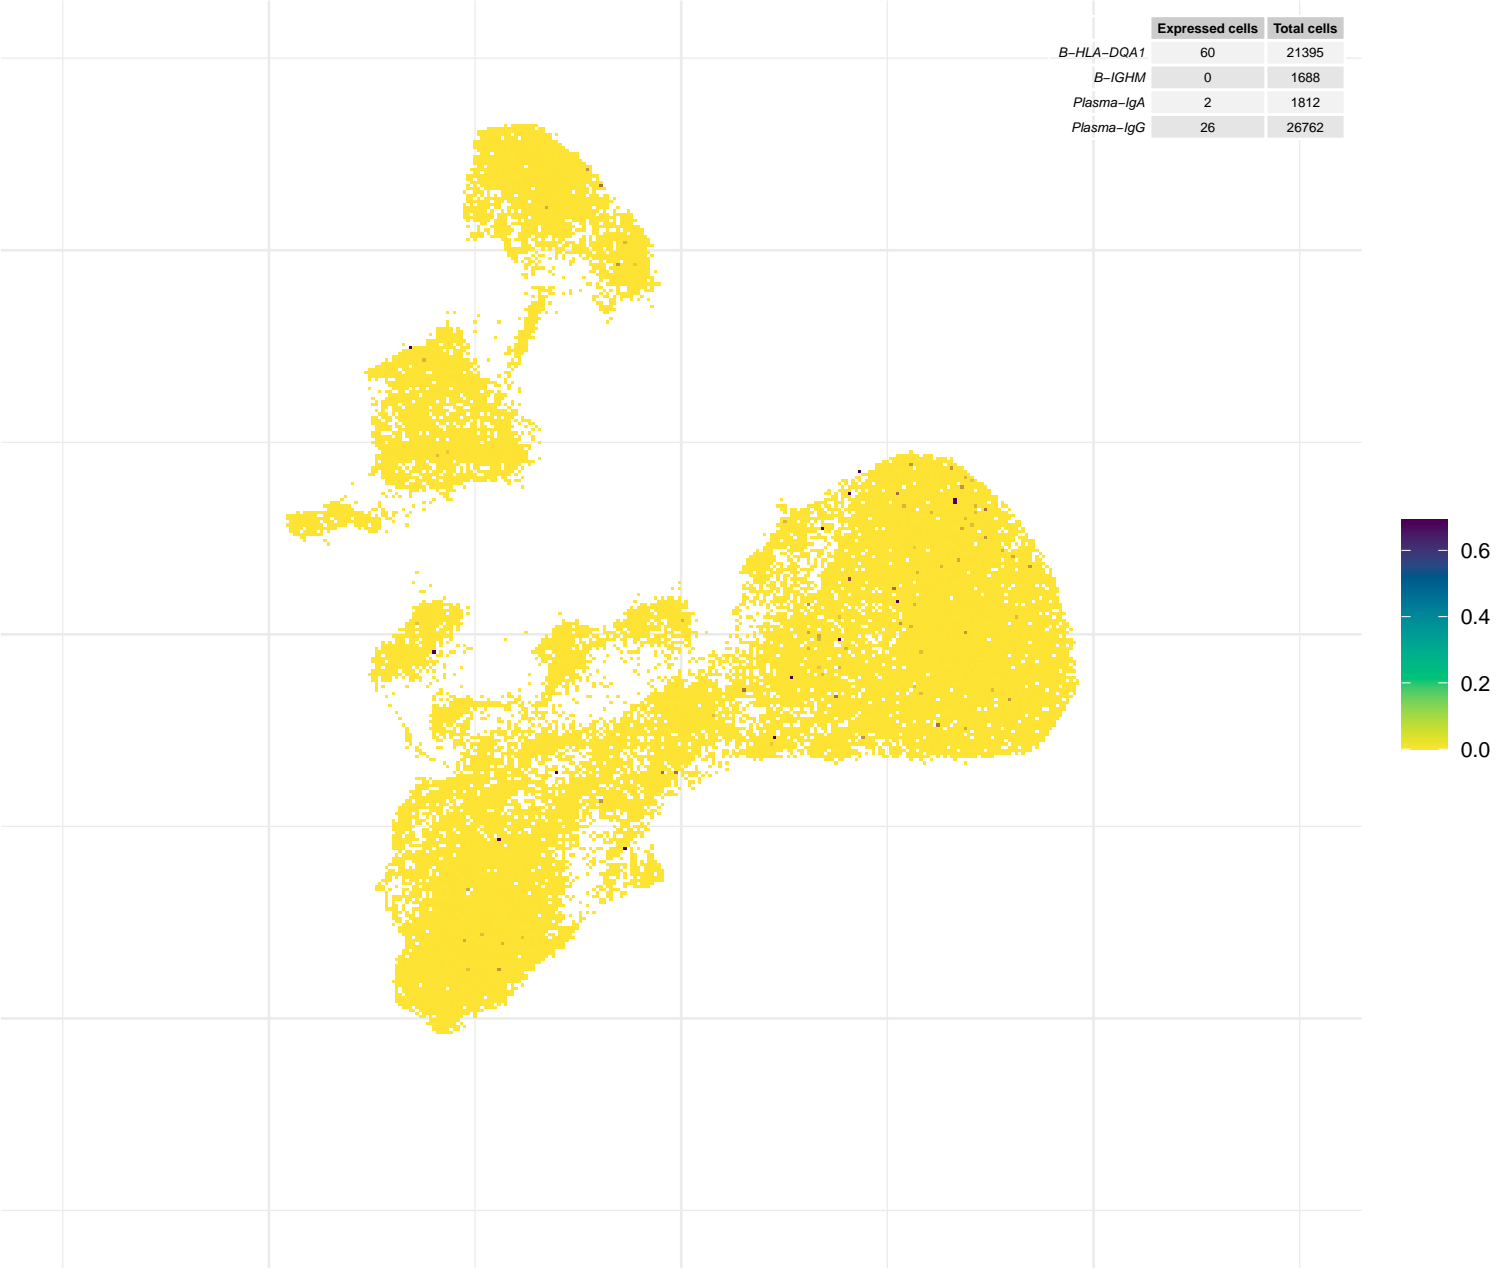 Expressed cells Total cells
B−HLA−DQA1 60 21395
B−IGHM 0 1688
Plasma−IgA 2 1812
Plasma−IgG 26 26762
0.6
0.4
0.2
0.0